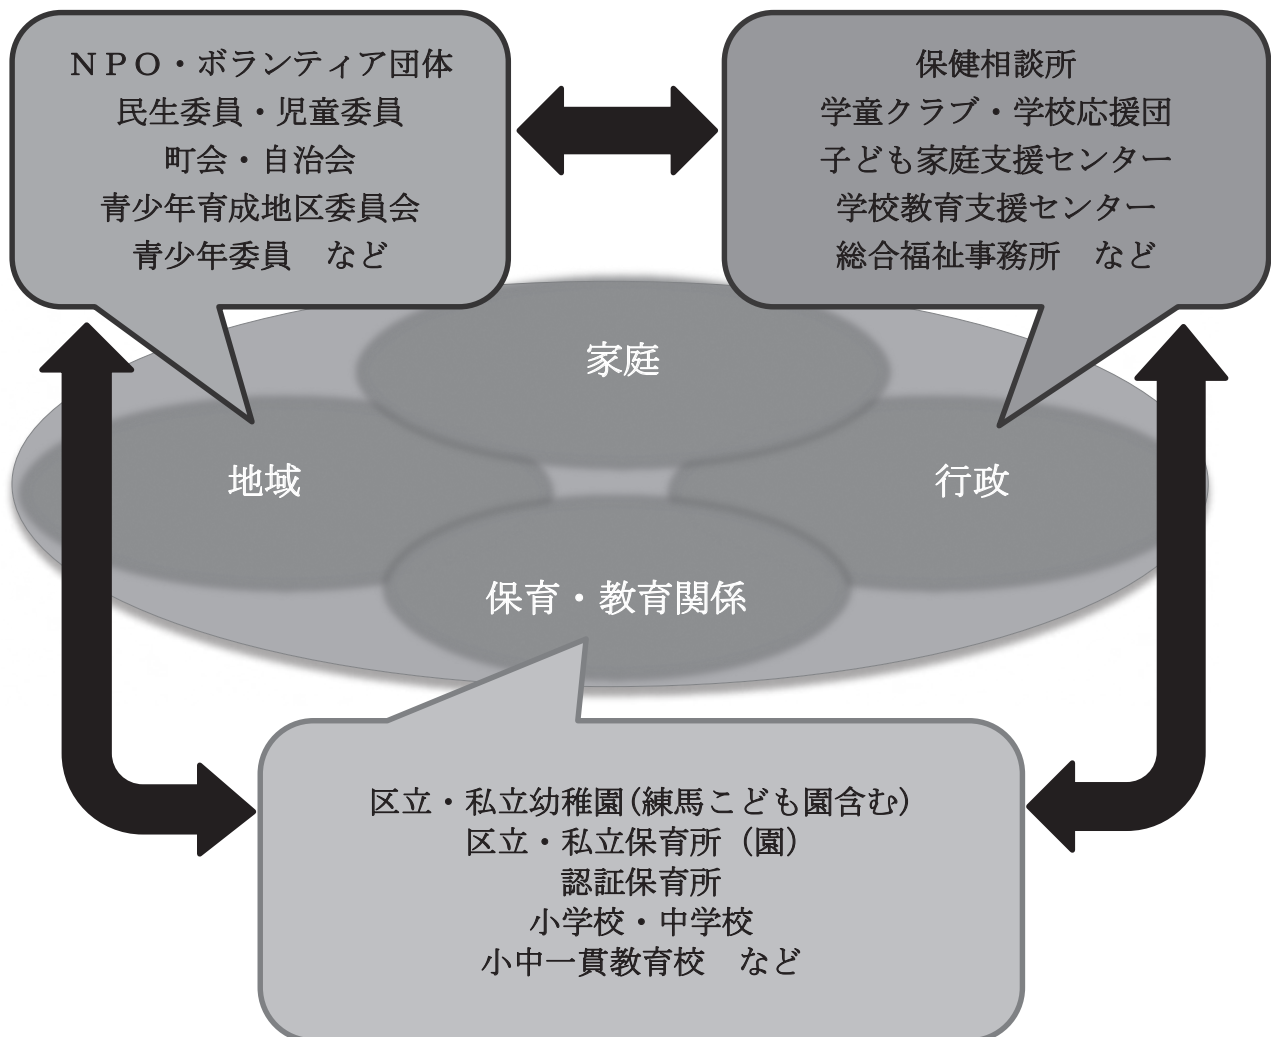 ＮＰＯ・ボランティア団体
民生委員・児童委員
町会・自治会
青少年育成地区委員会
青少年委員　など
保健相談所
学童クラブ・学校応援団
子ども家庭支援センター
学校教育支援センター
総合福祉事務所　など
家庭
地域
行政
保育・教育関係
区立・私立幼稚園(練馬こども園含む)
区立・私立保育所（園）
認証保育所
小学校・中学校
小中一貫教育校　など